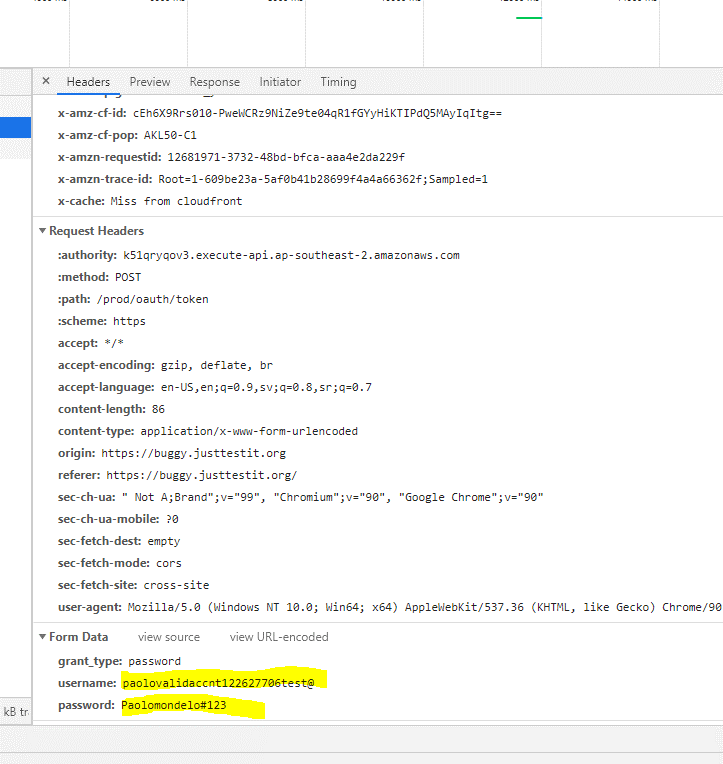 Headers Preview Response Initiator Timing
x-amz-cf-id: cEh6X9Rrs010-PweWCRz9NiZe9te04qR1fGYyHiKTIPdQ5MAyIqItg==
x-amz-cf-pop: AKL50-C1
x-amzn-requestid: 12681971-3732-48bd-bfca-aaa4e2da229f
x-amzn-trace-id: Root=1-609be23a-5af0b41b28699f4a4a66362f;Sampled=1
x-cache: Miss from cloudfront
Request Headers
:authority: k51qryqov3.execute-api.ap-southeast-2.amazonaws.com
:method: POST
:path: /prod/oauth/token
:scheme: https
accept: */*
accept-encoding: gzip, deflate, br
accept-language: en-US,en;q=0.9,sv;q=0.8,sr;q=0.7
content-length: 86
content-type: application/x-www-form-urlencoded
origin: https://buggy.justtestit.org
referer: https://buggy.justtestit.org/
sec-ch-ua: " Not A;Brand";v="99", "Chromium";v="90", "Google Chrome";v="90"
sec-ch-ua-mobile: ?0
sec-fetch-dest: empty
sec-fetch-mode: cors
sec-fetch-site: cross-site
user-agent: Mozilla/5.0 (Windows NT 10.0; Win64; x64) AppleWebKit/537.36 (KHTML, like Gecko) Chrome/90
Form Data view source view URL-encoded
grant_type: password
username: paolovalidaccnt122627706test@
password: Paolomondelo#123
kB tr